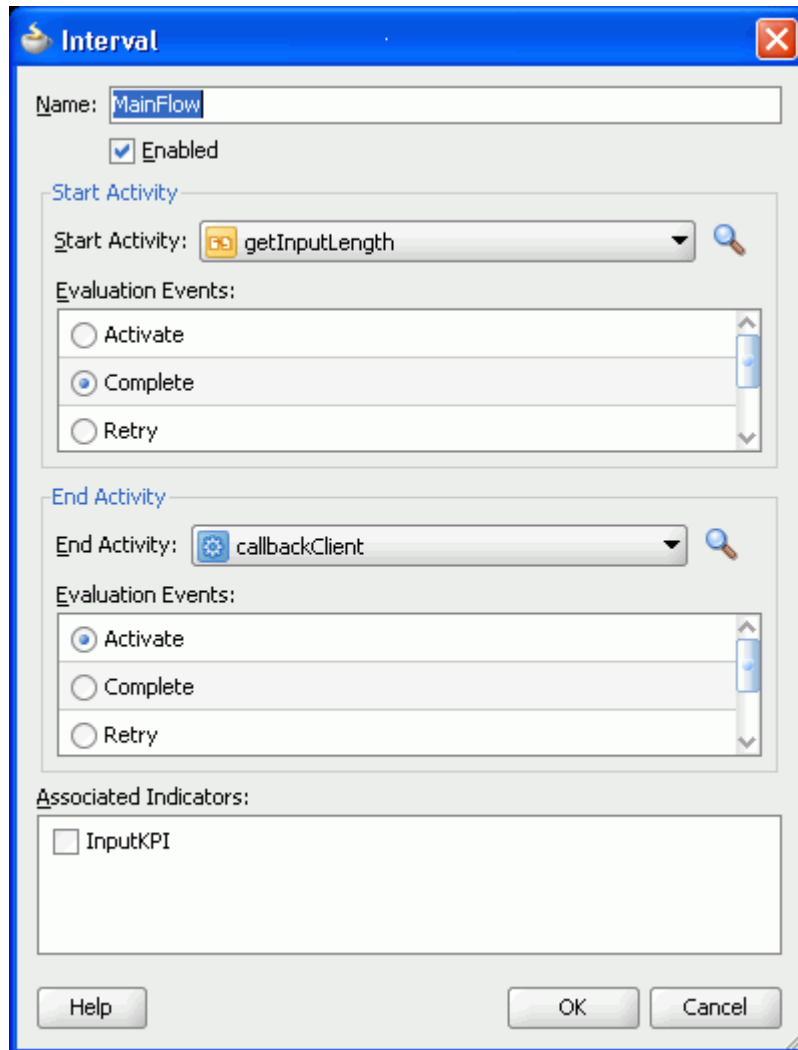 Interval
Name: MainFlow
Enabled
Start Activity
Start Activity: getInputLength
Evaluation Events:
Activate
Complete
Retry
End Activity
End Activity: callbackClient
Evaluation Events:
Activate
Complete
Retry
Associated Indicators:
InputKPI
Help OK Cancel